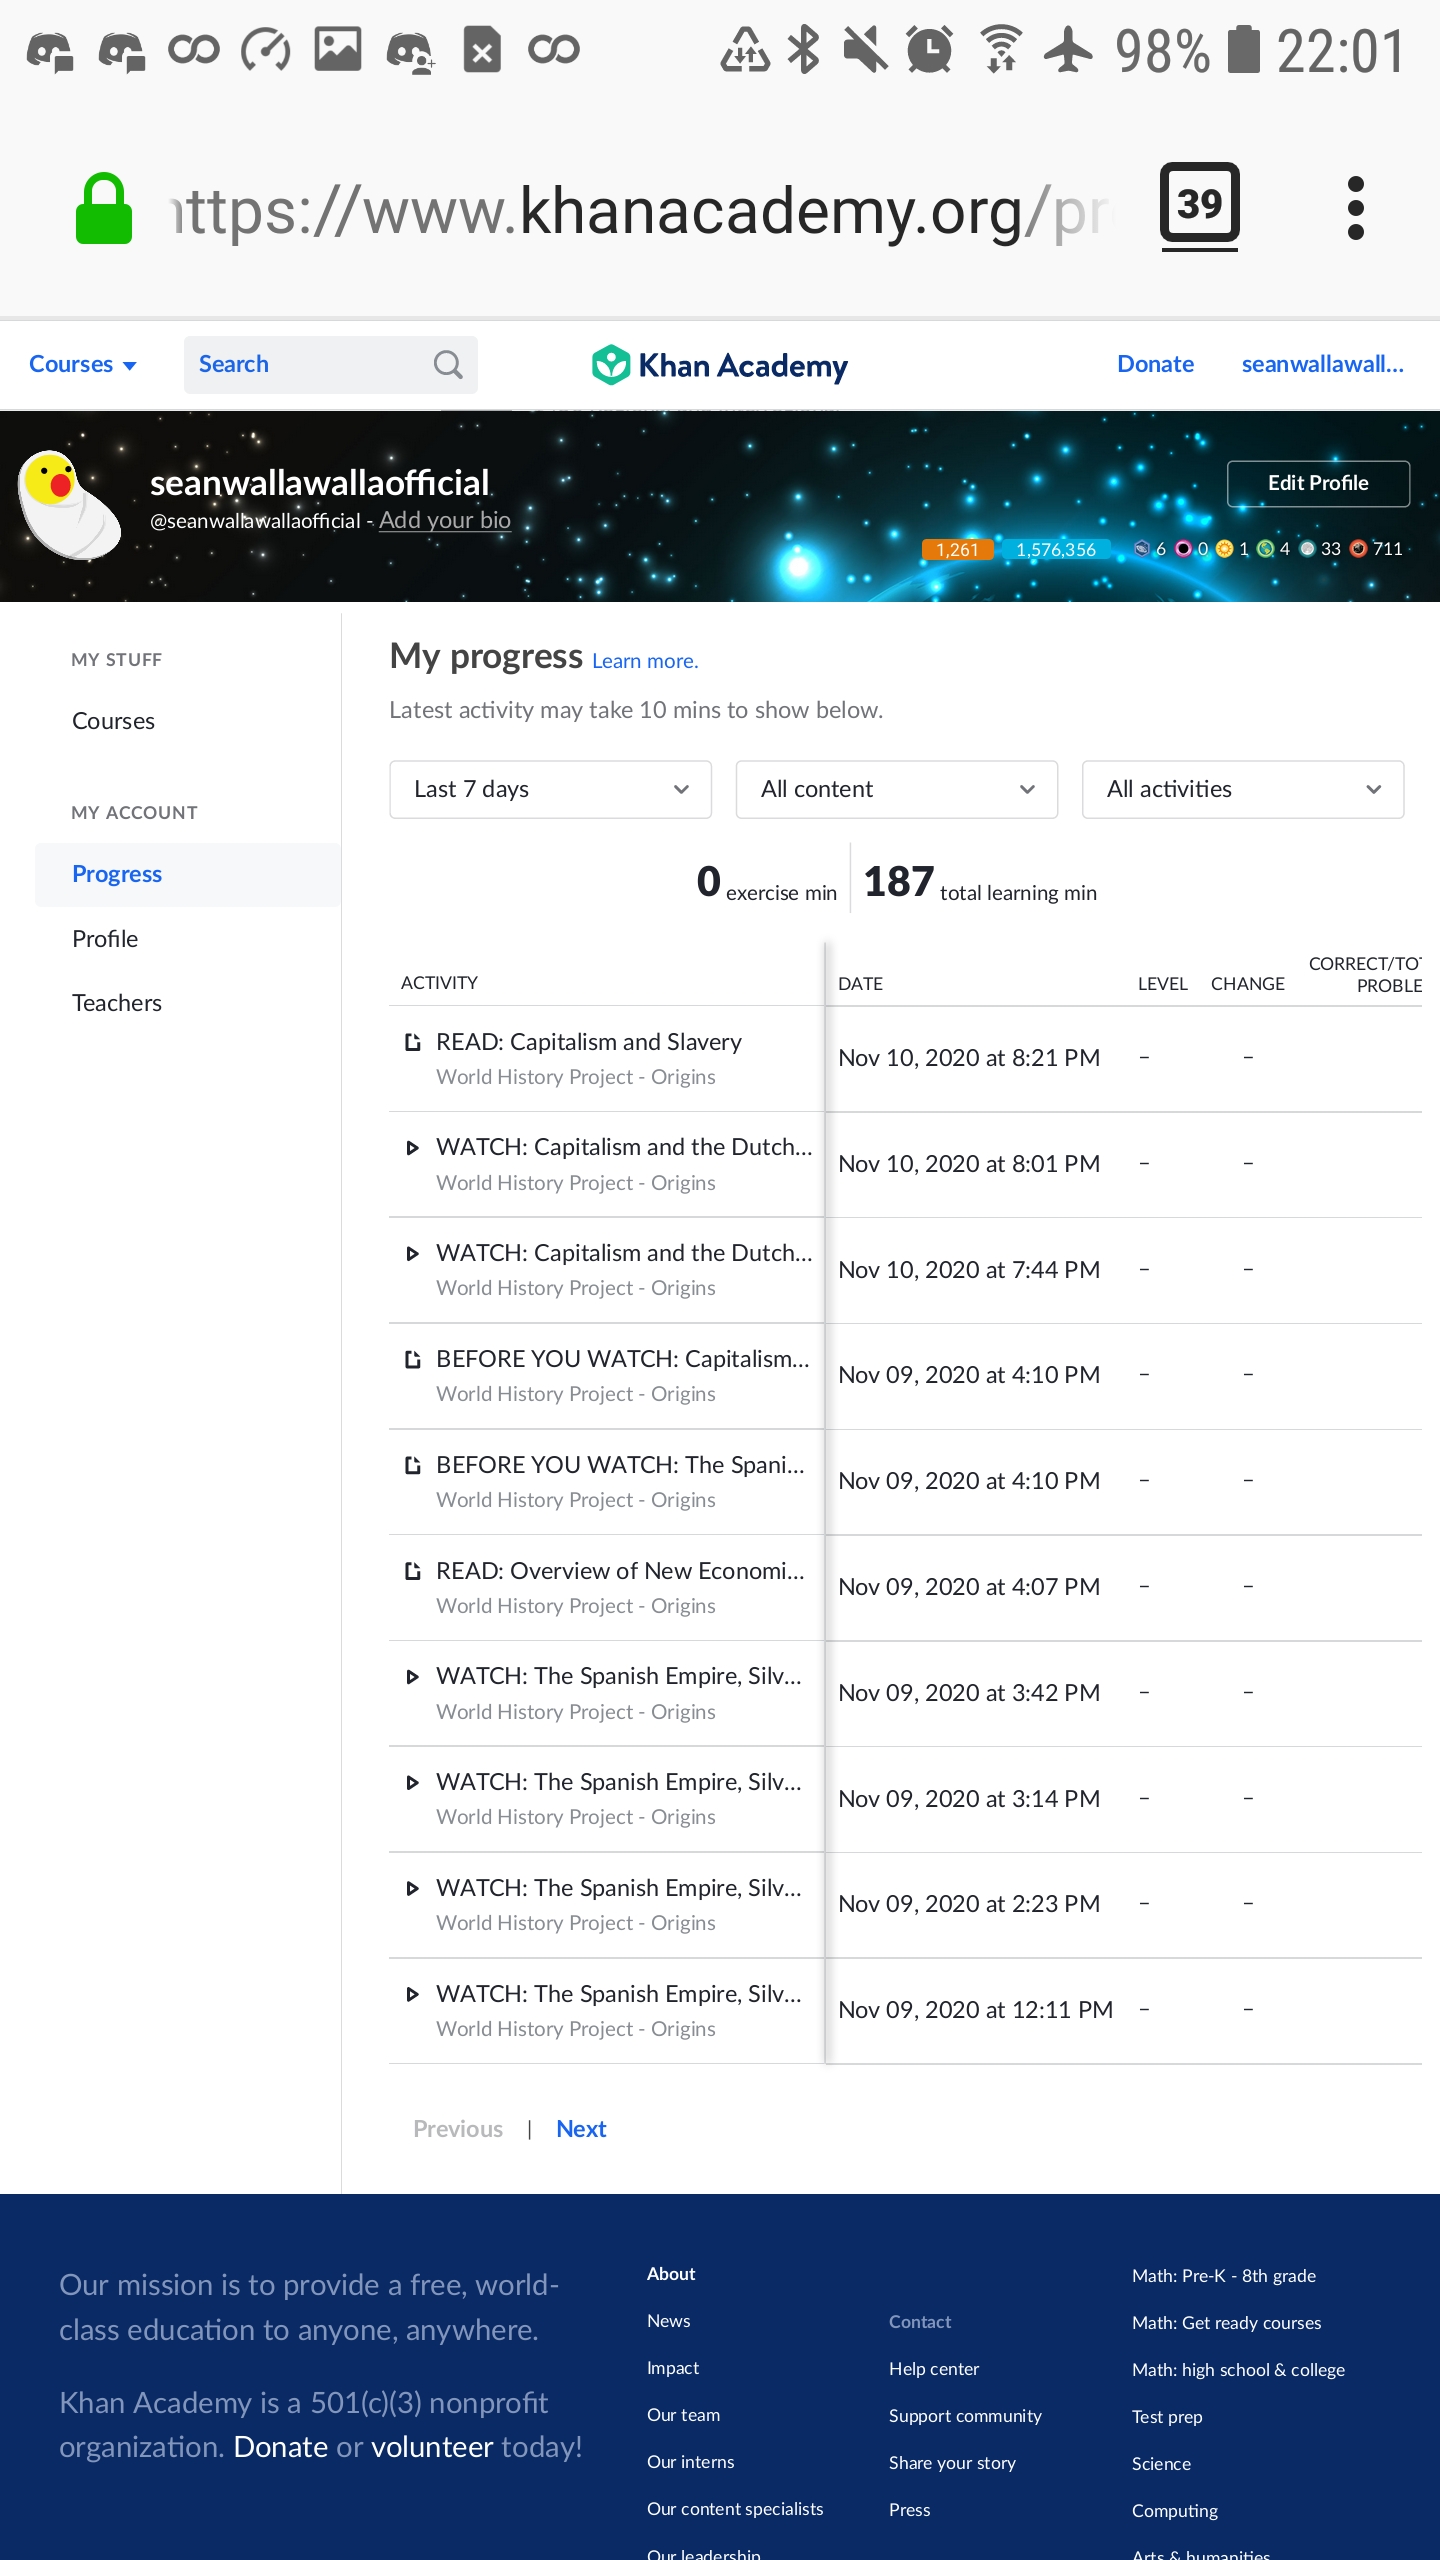 98% 22:01
https://www.khanacademy.org/pr
39
Courses Search Khan Academy Donate seanwallawall...
seanwallawallaofficial
@seanwallawallaofficial - Add your bio
Edit Profile
1,261 1,576,356 6 0 1 4 33 711
MY STUFF
Courses
MY ACCOUNT
Progress
Profile
Teachers
My progress Learn more.
Latest activity may take 10 mins to show below.
Last 7 days All content All activities
0 exercise min 187 total learning min
ACTIVITY DATE LEVEL CHANGE CORRECT/TOT
PROBLE
READ: Capitalism and Slavery
World History Project - Origins
Nov 10, 2020 at 8:21 PM – –
WATCH: Capitalism and the Dutch...
World History Project - Origins
Nov 10, 2020 at 8:01 PM – –
WATCH: Capitalism and the Dutch...
World History Project - Origins
Nov 10, 2020 at 7:44 PM – –
BEFORE YOU WATCH: Capitalism...
World History Project - Origins
Nov 09, 2020 at 4:10 PM – –
BEFORE YOU WATCH: The Spani...
World History Project - Origins
Nov 09, 2020 at 4:10 PM – –
READ: Overview of New Economi...
World History Project - Origins
Nov 09, 2020 at 4:07 PM – –
WATCH: The Spanish Empire, Silv...
World History Project - Origins
Nov 09, 2020 at 3:42 PM – –
WATCH: The Spanish Empire, Silv...
World History Project - Origins
Nov 09, 2020 at 3:14 PM – –
WATCH: The Spanish Empire, Silv...
World History Project - Origins
Nov 09, 2020 at 2:23 PM – –
WATCH: The Spanish Empire, Silv...
World History Project - Origins
Nov 09, 2020 at 12:11 PM – –
Previous | Next
Our mission is to provide a free, world-
class education to anyone, anywhere.
Khan Academy is a 501(c)(3) nonprofit
organization. Donate or volunteer today!
About
News
Impact
Our team
Our interns
Our content specialists
Our leadership
Contact
Help center
Support community
Share your story
Press
Math: Pre-K - 8th grade
Math: Get ready courses
Math: high school & college
Test prep
Science
Computing
Arts & humanities